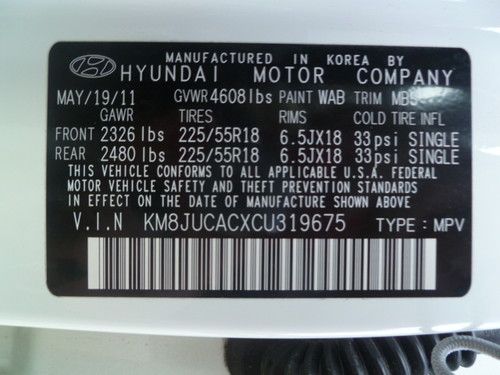 MANUFACTURED IN KOREA BY
HYUNDAI MOTOR COMPANY
MAY/19/11 GVWR 4608lbs PAINT WAB TRIM
GAWR TIRES RIMS COLD TIRE INFL
FRONT 2326 lbs 225/55R18 6.5JX18 33psi SINGLE
REAR 2480 lbs 225/55R18 6.5JX18 33psi SINGLE
THIS VEHICLE CONFORMS TO ALL APPLICABLE U.S.A. FEDERAL
MOTOR VEHICLE SAFETY AND THEFT PREVENTION STANDARDS
IN EFFECT ON THE DATE OF MANUFACTURE SHOWN ABOVE
V.I.N KM8JUCACXCU319675 TYPE : MPV